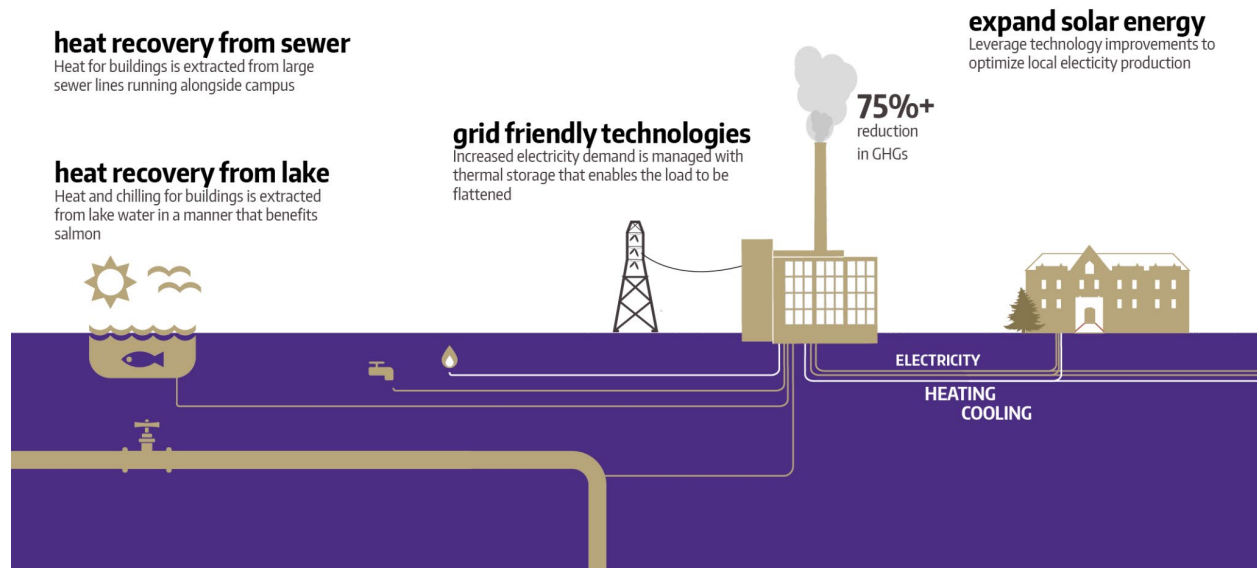 heat recovery from sewer
Heat for buildings is extracted from large
sewer lines running alongside campus
heat recovery from lake
Heat and chilling for buildings is extracted
from lake water in a manner that benefits
salmon
grid friendly technologies
Increased electricity demand is managed with
thermal storage that enables the load to be
flattened
75%+
reduction
in GHGs
expand solar energy
Leverage technology improvements to
optimize local electicity production
ELECTRICITY
HEATING
COOLING